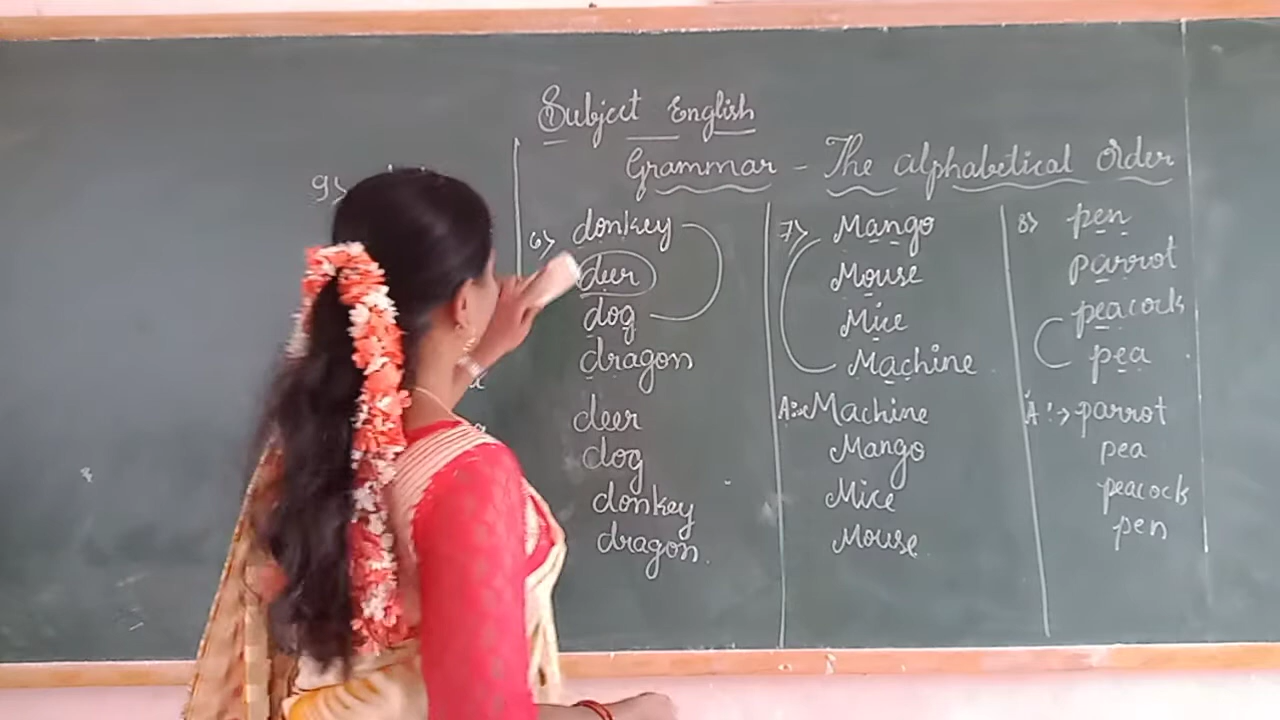 Subject English
Grammar - The alphabetical Order
9>
6> donkey
deer
dog
dragon
deer
dog
donkey
dragon.
7> Mango
Mouse
Mice
Machine
A:- Machine
Mango
Mice
Mouse.
8> pen
parrot
peacock
pea
A:-> parrot
pea
peacock
pen